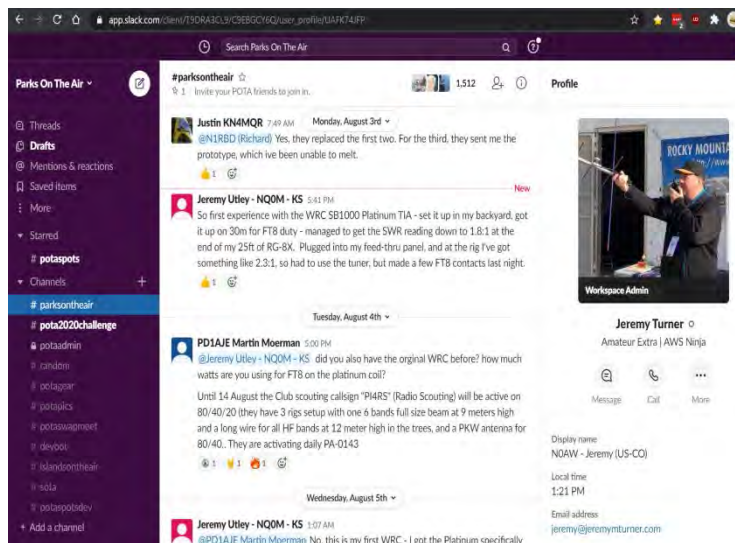 app.slack.com/client/T9DRA3CL9/C9EBGCY6Q/user_profile/UAFK74JFP
Search Parks On The Air
Parks On The Air
Threads
Drafts
Mentions & reactions
Saved items
More
Starred
# potaspots
Channels
# parksontheair
# pota2020challenge
potaadmin
# random
# potagear
# potapics
# potaswapmeet
# devbot
# islandsontheair
# sota
# potaspotsdev
+ Add a channel
#parksontheair
1 Invite your POTA friends to join in.
1,512
Monday, August 3rd
Justin KN4MQR 7:49 AM
@N1RBD (Richard) Yes, they replaced the first two. For the third, they sent me the
prototype, which ive been unable to melt.
1
New
Jeremy Utley - NQ0M - KS 5:41 PM
So first experience with the WRC SB1000 Platinum TIA - set it up in my backyard, got
it up on 30m for FT8 duty - managed to get the SWR reading down to 1.8:1 at the
end of my 25ft of RG-8X. Plugged into my feed-thru panel, and at the rig I've got
something like 2.3:1, so had to use the tuner, but made a few FT8 contacts last night.
1
Tuesday, August 4th
PD1AJE Martin Moerman 5:00 PM
@Jeremy Utley - NQ0M - KS did you also have the orginal WRC before? how much
watts are you using for FT8 on the platinum coil?
Until 14 August the Club scouting callsign "PI4RS" (Radio Scouting) will be active on
80/40/20 (they have 3 rigs setup with one 6 bands full size beam at 9 meters high
and a long wire for all HF bands at 12 meter high in the trees, and a PKW antenna for
80/40.. They are activating daily PA-0143
1 1 1
Wednesday, August 5th
Jeremy Utley - NQ0M - KS 1:07 AM
@PD1AJE Martin Moerman No, this is my first WRC - I got the Platinum specifically
Profile
ROCKY MOUNTA
Workspace Admin
Jeremy Turner
Amateur Extra | AWS Ninja
Message
Call
More
Display name
N0AW - Jeremy (US-CO)
Local time
1:21 PM
Email address
jeremy@jeremymturner.com